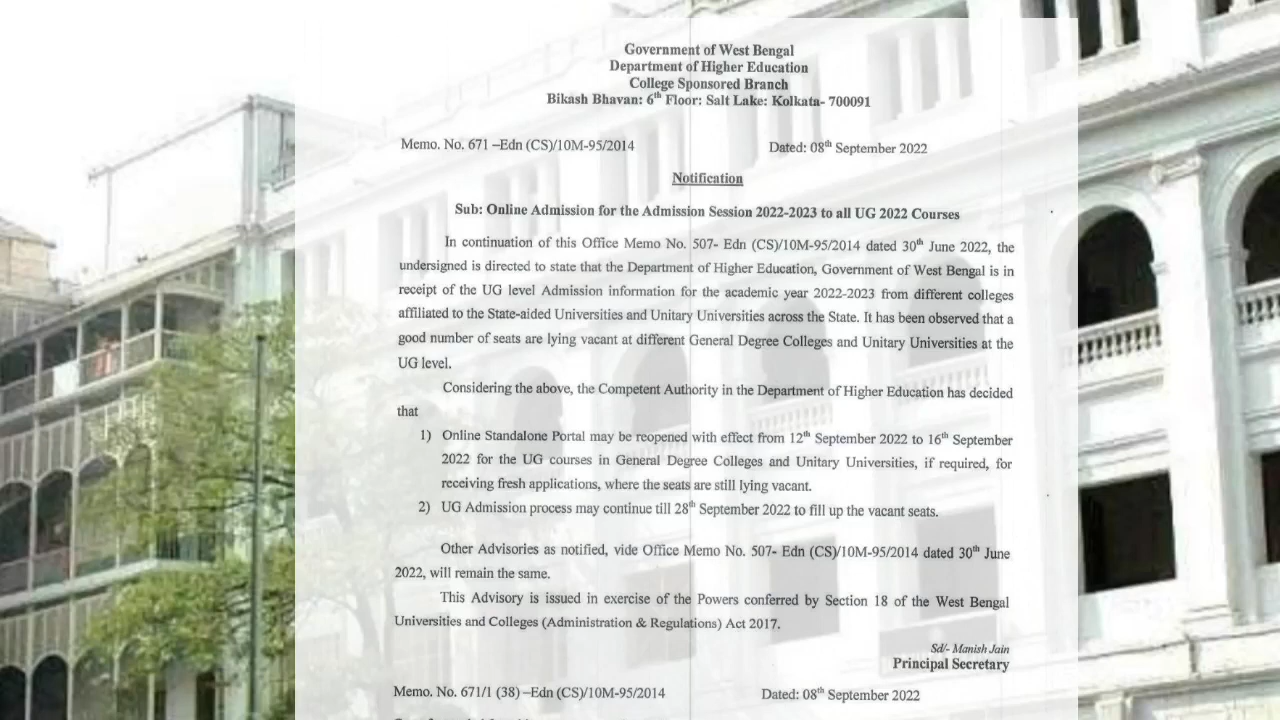 Government of West Bengal
Department of Higher Education
College Sponsored Branch
Bikash Bhavan: 6th Floor: Salt Lake: Kolkata- 700091
Memo. No. 671 –Edn (CS)/10M-95/2014 Dated: 08th September 2022
Notification
Sub: Online Admission for the Admission Session 2022-2023 to all UG 2022 Courses
In continuation of this Office Memo No. 507- Edn (CS)/10M-95/2014 dated 30th June 2022, the
undersigned is directed to state that the Department of Higher Education, Government of West Bengal is in
receipt of the UG level Admission information for the academic year 2022-2023 from different colleges
affiliated to the State-aided Universities and Unitary Universities across the State. It has been observed that a
good number of seats are lying vacant at different General Degree Colleges and Unitary Universities at the
UG level.
Considering the above, the Competent Authority in the Department of Higher Education has decided
that
1) Online Standalone Portal may be reopened with effect from 12th September 2022 to 16th September
2022 for the UG courses in General Degree Colleges and Unitary Universities, if required, for
receiving fresh applications, where the seats are still lying vacant.
2) UG Admission process may continue till 28th September 2022 to fill up the vacant seats.
Other Advisories as notified, vide Office Memo No. 507- Edn (CS)/10M-95/2014 dated 30th June
2022, will remain the same.
This Advisory is issued in exercise of the Powers conferred by Section 18 of the West Bengal
Universities and Colleges (Administration & Regulations) Act 2017.
Sd/- Manish Jain
Principal Secretary
Memo. No. 671/1 (38) –Edn (CS)/10M-95/2014 Dated: 08th September 2022